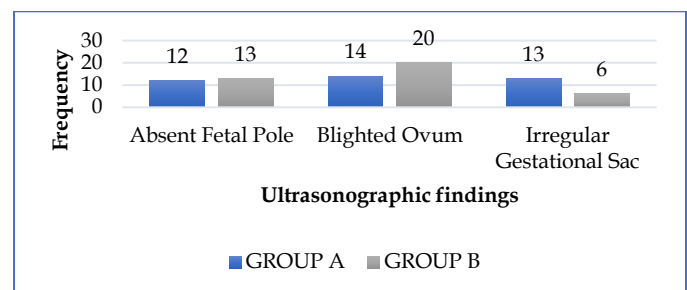 Frequency
30
20
10
0
12 13 14 20 13 6
Absent Fetal Pole Blighted Ovum Irregular
Gestational Sac
Ultrasonographic findings
GROUP A GROUP B